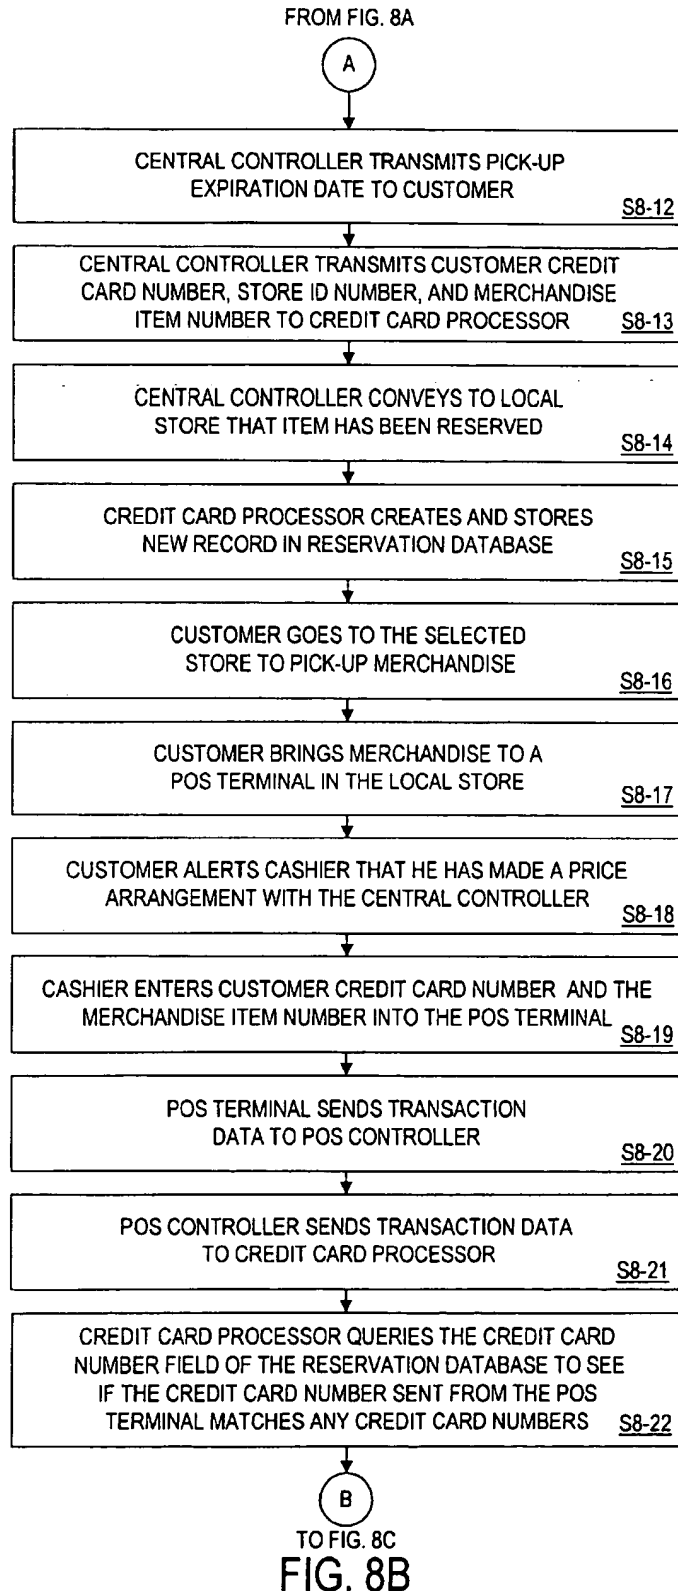 FROM FIG. 8A
A
CENTRAL CONTROLLER TRANSMITS PICK-UP
EXPIRATION DATE TO CUSTOMER
S8-12
CENTRAL CONTROLLER TRANSMITS CUSTOMER CREDIT
CARD NUMBER, STORE ID NUMBER, AND MERCHANDISE
ITEM NUMBER TO CREDIT CARD PROCESSOR
S8-13
CENTRAL CONTROLLER CONVEYS TO LOCAL
STORE THAT ITEM HAS BEEN RESERVED
S8-14
CREDIT CARD PROCESSOR CREATES AND STORES
NEW RECORD IN RESERVATION DATABASE
S8-15
CUSTOMER GOES TO THE SELECTED
STORE TO PICK-UP MERCHANDISE
S8-16
CUSTOMER BRINGS MERCHANDISE TO A
POS TERMINAL IN THE LOCAL STORE
S8-17
CUSTOMER ALERTS CASHIER THAT HE HAS MADE A PRICE
ARRANGEMENT WITH THE CENTRAL CONTROLLER
S8-18
CASHIER ENTERS CUSTOMER CREDIT CARD NUMBER AND THE
MERCHANDISE ITEM NUMBER INTO THE POS TERMINAL
S8-19
POS TERMINAL SENDS TRANSACTION
DATA TO POS CONTROLLER
S8-20
POS CONTROLLER SENDS TRANSACTION DATA
TO CREDIT CARD PROCESSOR
S8-21
CREDIT CARD PROCESSOR QUERIES THE CREDIT CARD
NUMBER FIELD OF THE RESERVATION DATABASE TO SEE
IF THE CREDIT CARD NUMBER SENT FROM THE POS
TERMINAL MATCHES ANY CREDIT CARD NUMBERS
S8-22
B
TO FIG. 8C
FIG. 8B